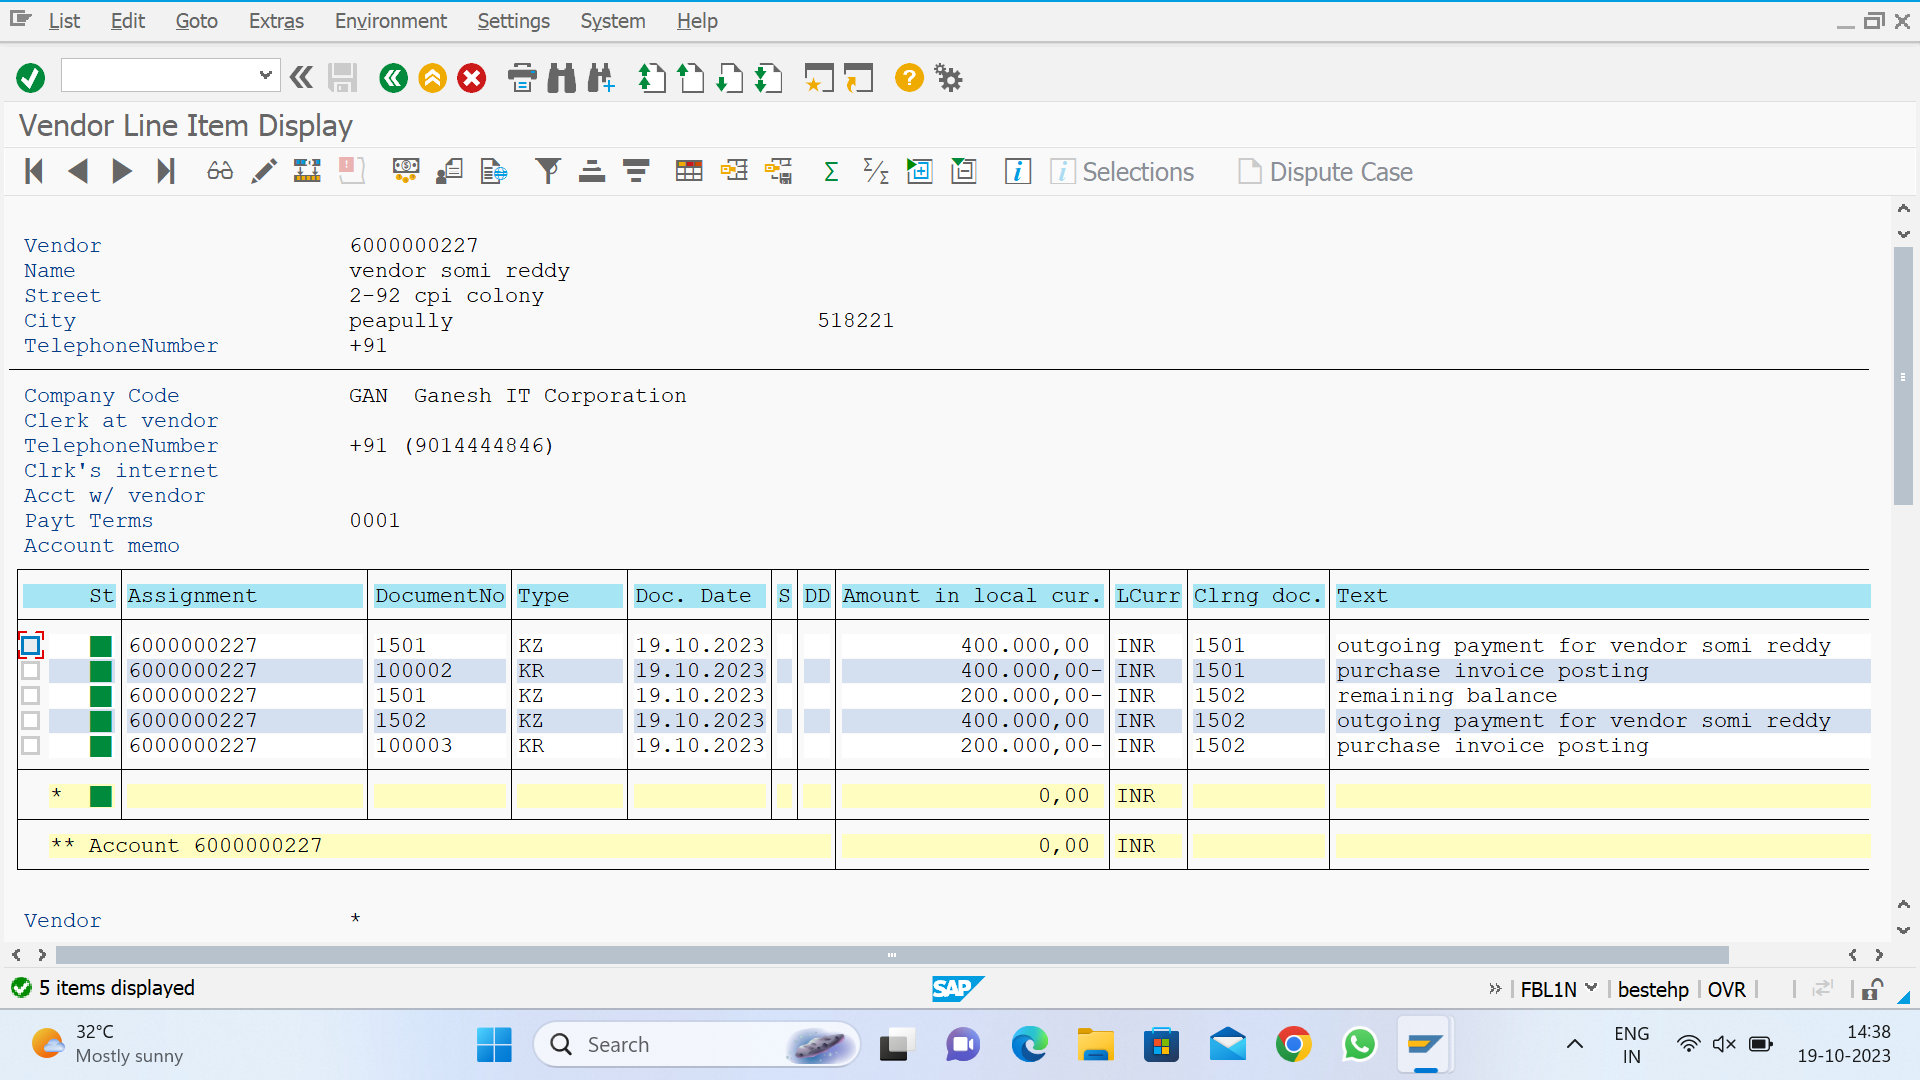 List Edit Goto Extras Environment Settings System Help
Vendor Line Item Display
Selections Dispute Case
Vendor 6000000227
Name vendor somi reddy
Street 2-92 cpi colony
City peapully 518221
TelephoneNumber +91
Company Code GAN Ganesh IT Corporation
Clerk at vendor
TelephoneNumber +91 (9014444846)
Clrk's internet
Acct w/ vendor
Payt Terms 0001
Account memo
St Assignment DocumentNo Type Doc. Date S DD Amount in local cur. LCurr Clrng doc. Text
6000000227 1501 KZ 19.10.2023 400.000,00 INR 1501 outgoing payment for vendor somi reddy
6000000227 100002 KR 19.10.2023 400.000,00- INR 1501 purchase invoice posting
6000000227 1501 KZ 19.10.2023 200.000,00- INR 1502 remaining balance
6000000227 1502 KZ 19.10.2023 400.000,00 INR 1502 outgoing payment for vendor somi reddy
6000000227 100003 KR 19.10.2023 200.000,00- INR 1502 purchase invoice posting
* 0,00 INR
** Account 6000000227 0,00 INR
Vendor *
5 items displayed SAP FBL1N bestehp OVR
32°C
Mostly sunny
Search
ENG
IN
14:38
19-10-2023